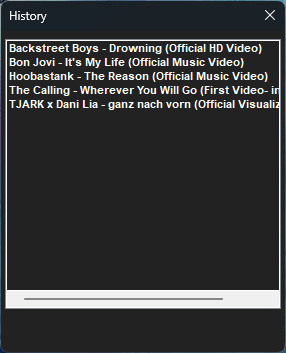 History
Backstreet Boys - Drowning (Official HD Video)
Bon Jovi - It's My Life (Official Music Video)
Hoobastank - The Reason (Official Music Video)
The Calling - Wherever You Will Go (First Video- in
TJARK x Dani Lia - ganz nach vorn (Official Visualiz